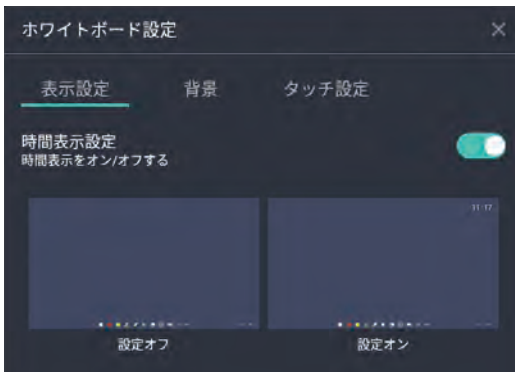 ホワイトボード設定
表示設定 背景 タッチ設定
時間表示設定
時間表示をオン/オフする
11:17
設定オフ 設定オン